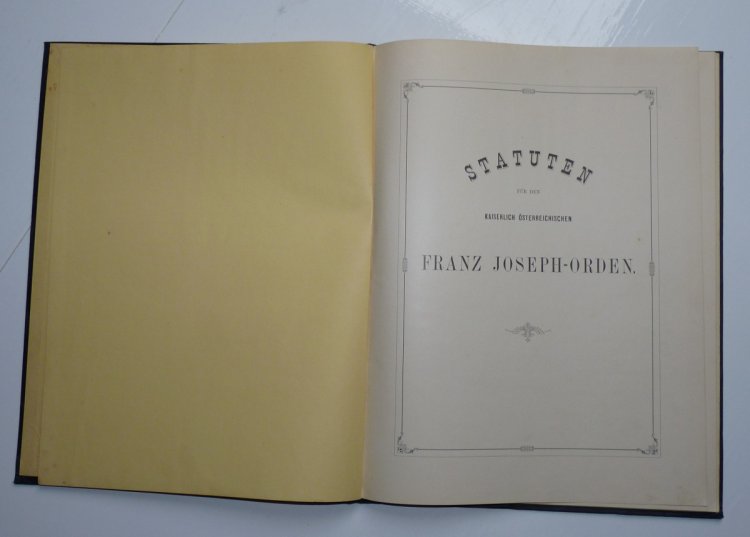 STATUTEN
FÜR DEN
KAISERLICH ÖSTERREICHISCHEN
FRANZ JOSEPH-ORDEN.